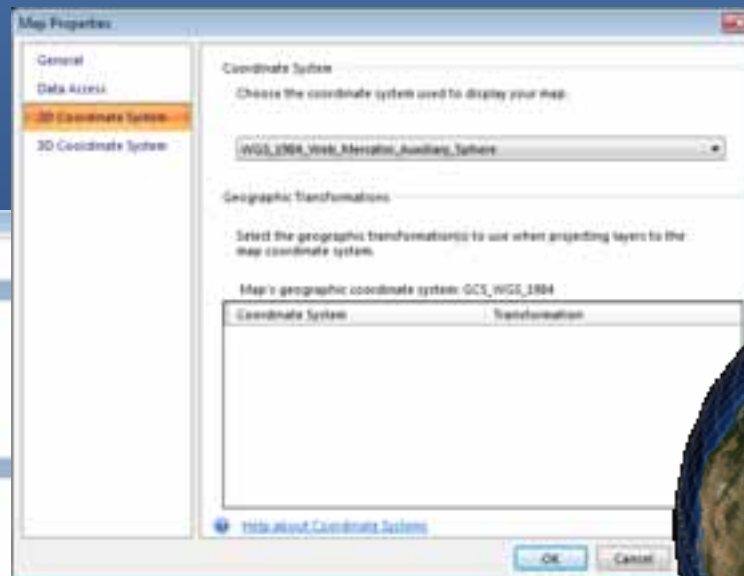 Map Properties
General
Data Access
2D Coordinate System
3D Coordinate System
Coordinate System
Choose the coordinate system used to display your map.
WGS_1984_Web_Mercator_Auxiliary_Sphere
Geographic Transformations
Select the geographic transformation(s) to use when projecting layers to the
map coordinate system.
Map's geographic coordinate system: GCS_WGS_1984
Coordinate System Transformation
Help about Coordinate Systems
OK Cancel